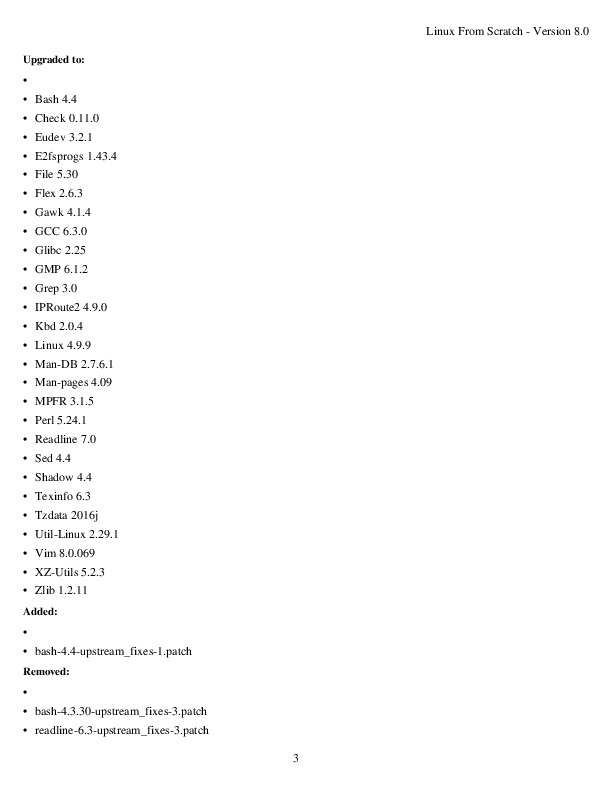 Linux From Scratch - Version 8.0
Upgraded to:
•
• Bash 4.4
• Check 0.11.0
• Eudev 3.2.1
• E2fsprogs 1.43.4
• File 5.30
• Flex 2.6.3
• Gawk 4.1.4
• GCC 6.3.0
• Glibc 2.25
• GMP 6.1.2
• Grep 3.0
• IPRoute2 4.9.0
• Kbd 2.0.4
• Linux 4.9.9
• Man-DB 2.7.6.1
• Man-pages 4.09
• MPFR 3.1.5
• Perl 5.24.1
• Readline 7.0
• Sed 4.4
• Shadow 4.4
• Texinfo 6.3
• Tzdata 2016j
• Util-Linux 2.29.1
• Vim 8.0.069
• XZ-Utils 5.2.3
• Zlib 1.2.11
Added:
•
• bash-4.4-upstream_fixes-1.patch
Removed:
•
• bash-4.3.30-upstream_fixes-3.patch
• readline-6.3-upstream_fixes-3.patch
3